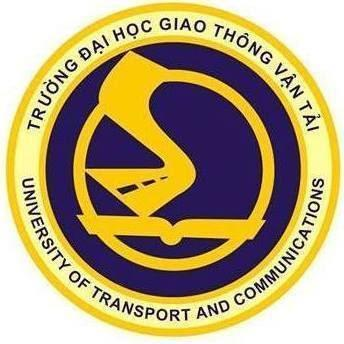 TRƯỜNG ĐẠI HỌC GIAO THÔNG VẬN TẢI
UNIVERSITY OF TRANSPORT AND COMMUNICATIONS